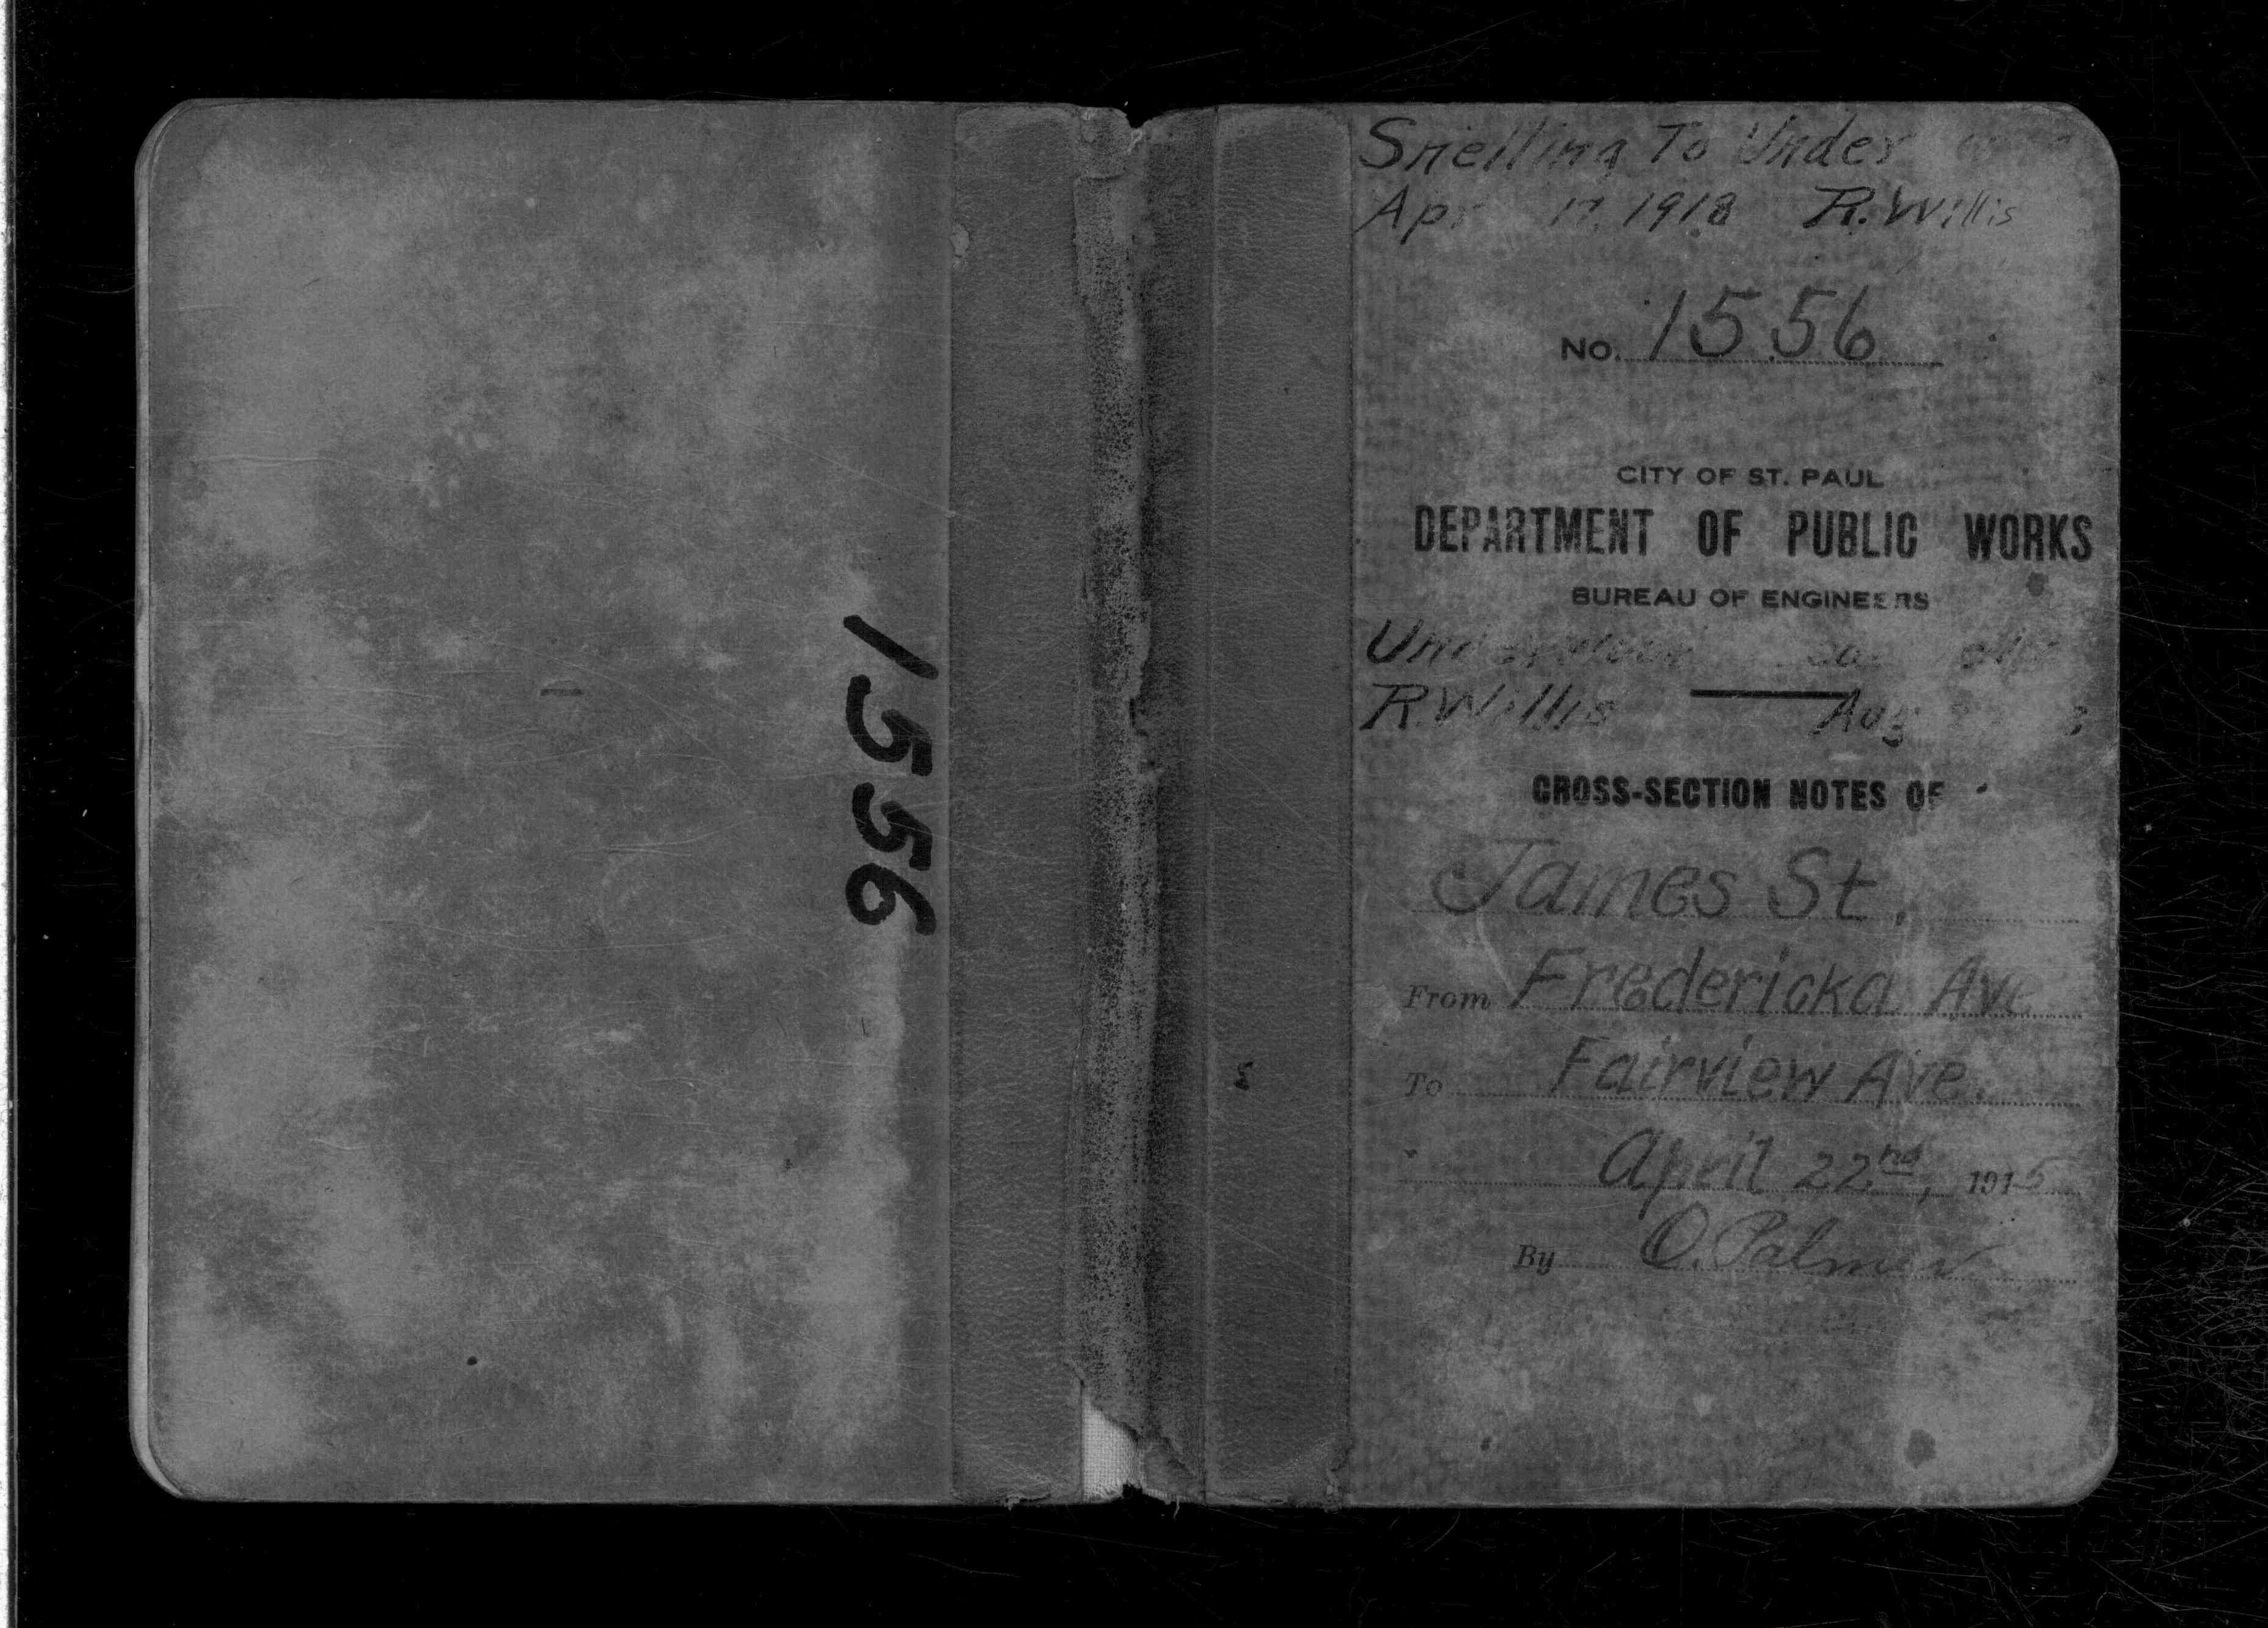 1556
Snelling To Under
Apr 17, 1918 R. Willis
No. 1556
CITY OF ST. PAUL
DEPARTMENT OF PUBLIC WORKS
BUREAU OF ENGINEERS
R. Willis — Aug
CROSS-SECTION NOTES OF
James St.
From Fredericka Ave
To Fairview Ave.
April 22nd, 1915
By O. Palmer